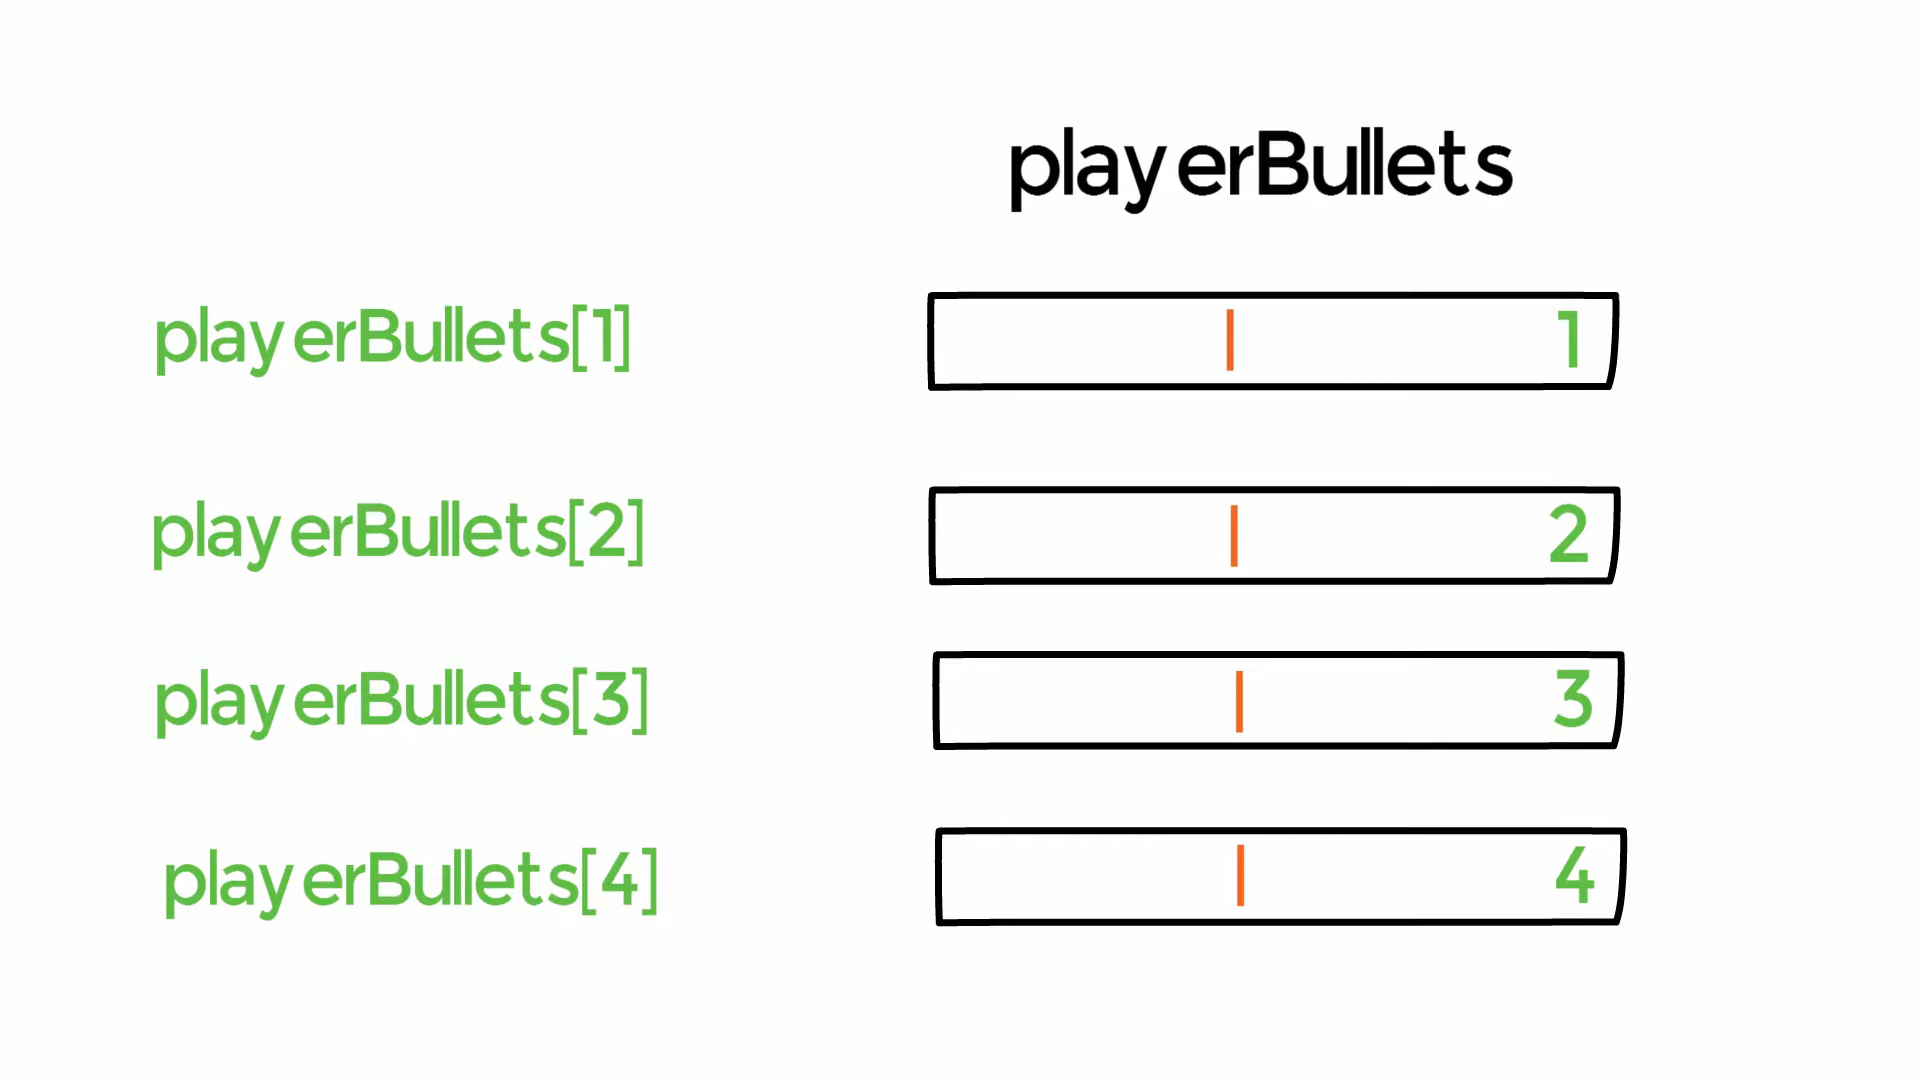 playerBullets
playerBullets[1] | 1
playerBullets[2] | 2
playerBullets[3] | 3
playerBullets[4] | 4